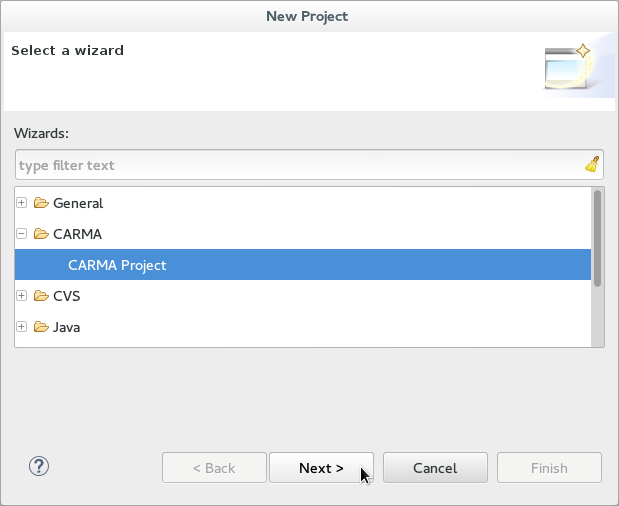 New Project
Select a wizard
Wizards:
type filter text
General
CARMA
CARMA Project
CVS
Java
?
< Back Next > Cancel Finish